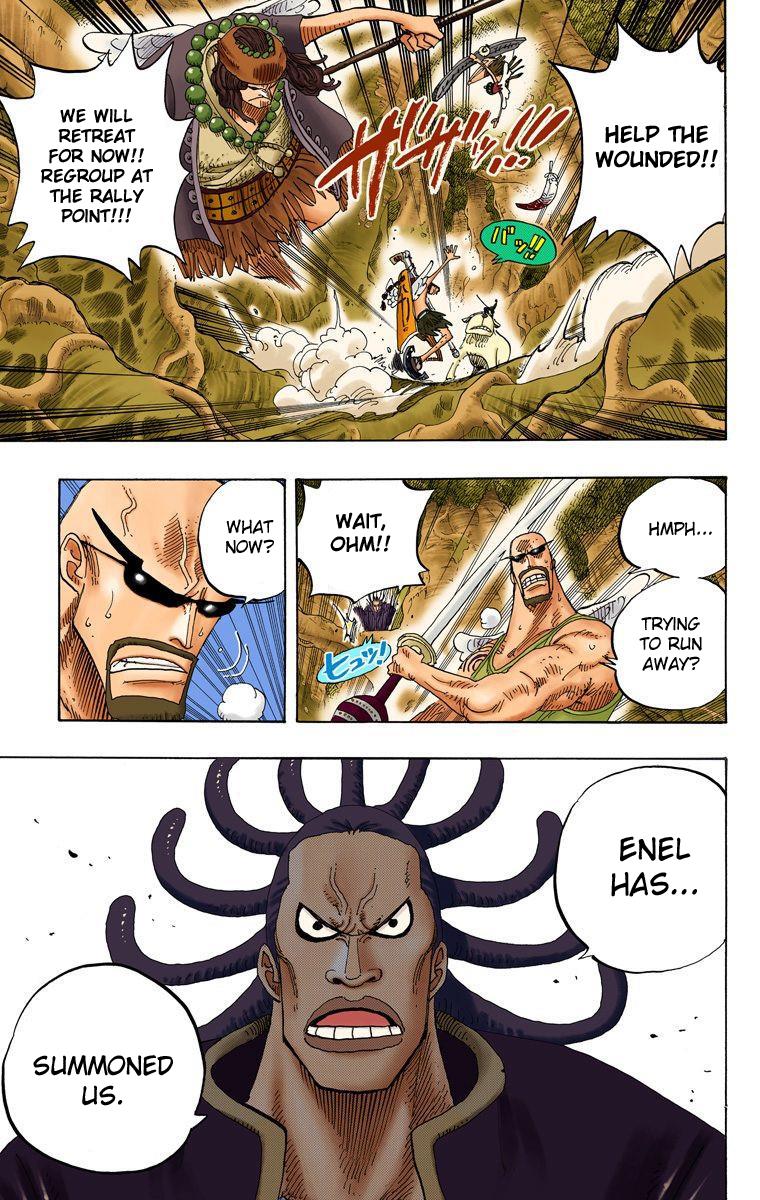 HELP THE
WOUNDED!!
ザザザッ…!!!
バッ!!
WE WILL
RETREAT
FOR NOW!!
REGROUP AT
THE RALLY
POINT!!!
HMPH...
TRYING
TO RUN
AWAY?
WAIT,
OHM!!
ヒュッ!
WHAT
NOW?
ENEL
HAS...
SUMMONED
US.